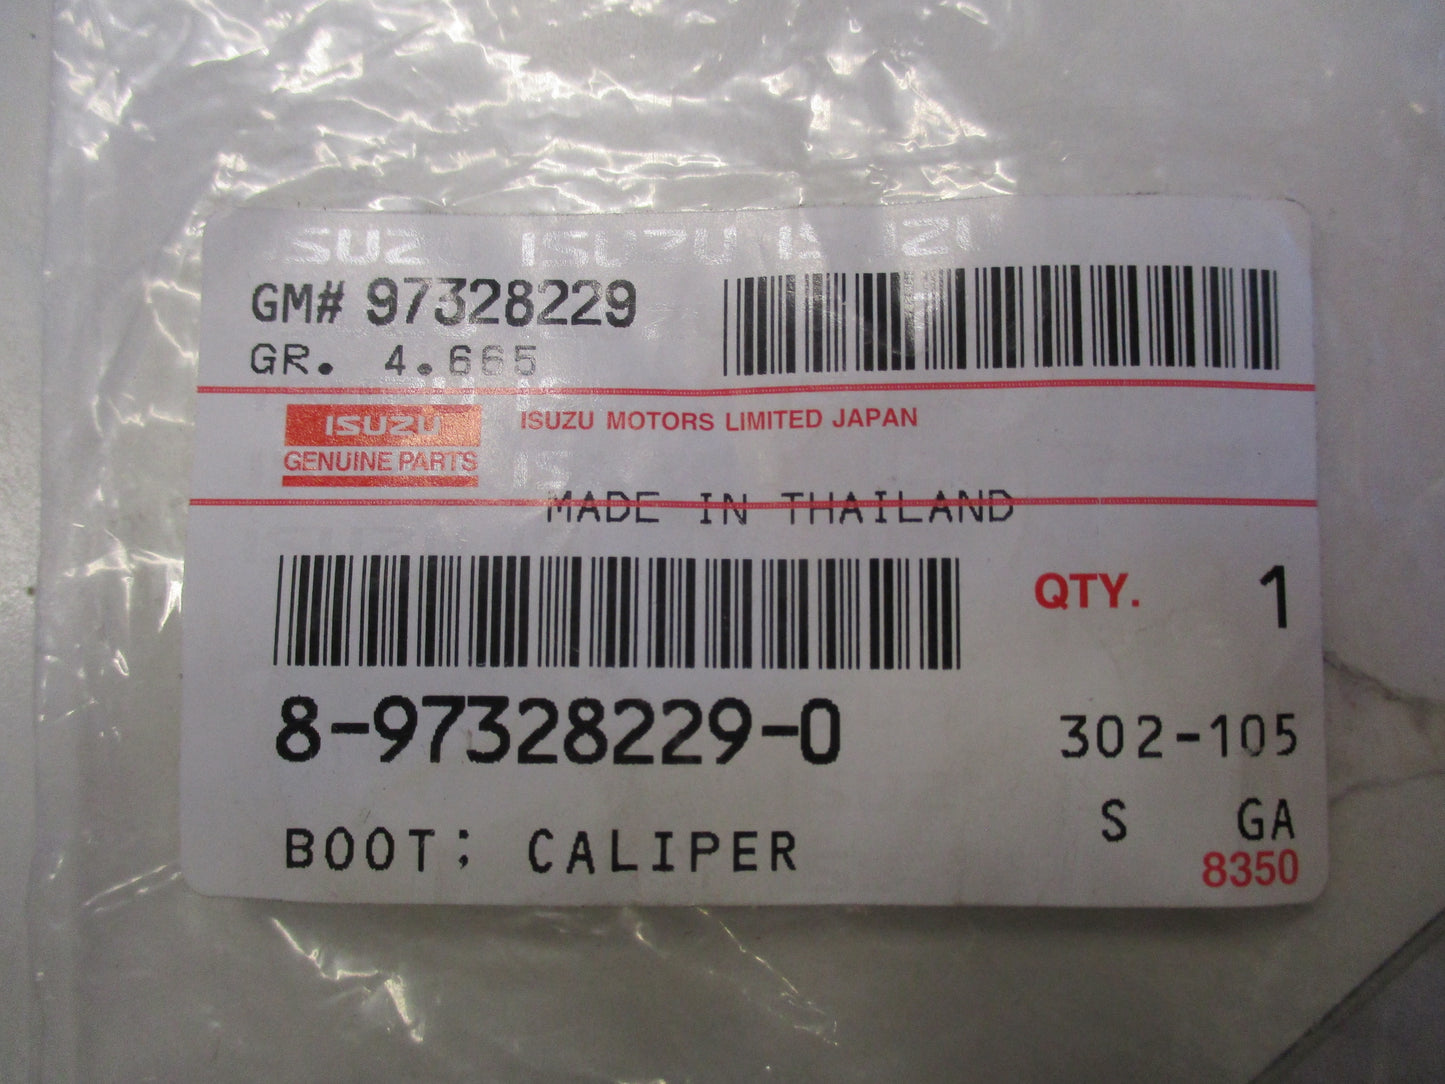 ISUZU ISUZU
GM# 97328229
GR. 4.665
ISUZU
GENUINE PARTS
ISUZU MOTORS LIMITED JAPAN
MADE IN THAILAND
QTY. 1
8-97328229-0
302-105
BOOT; CALIPER
S GA
8350